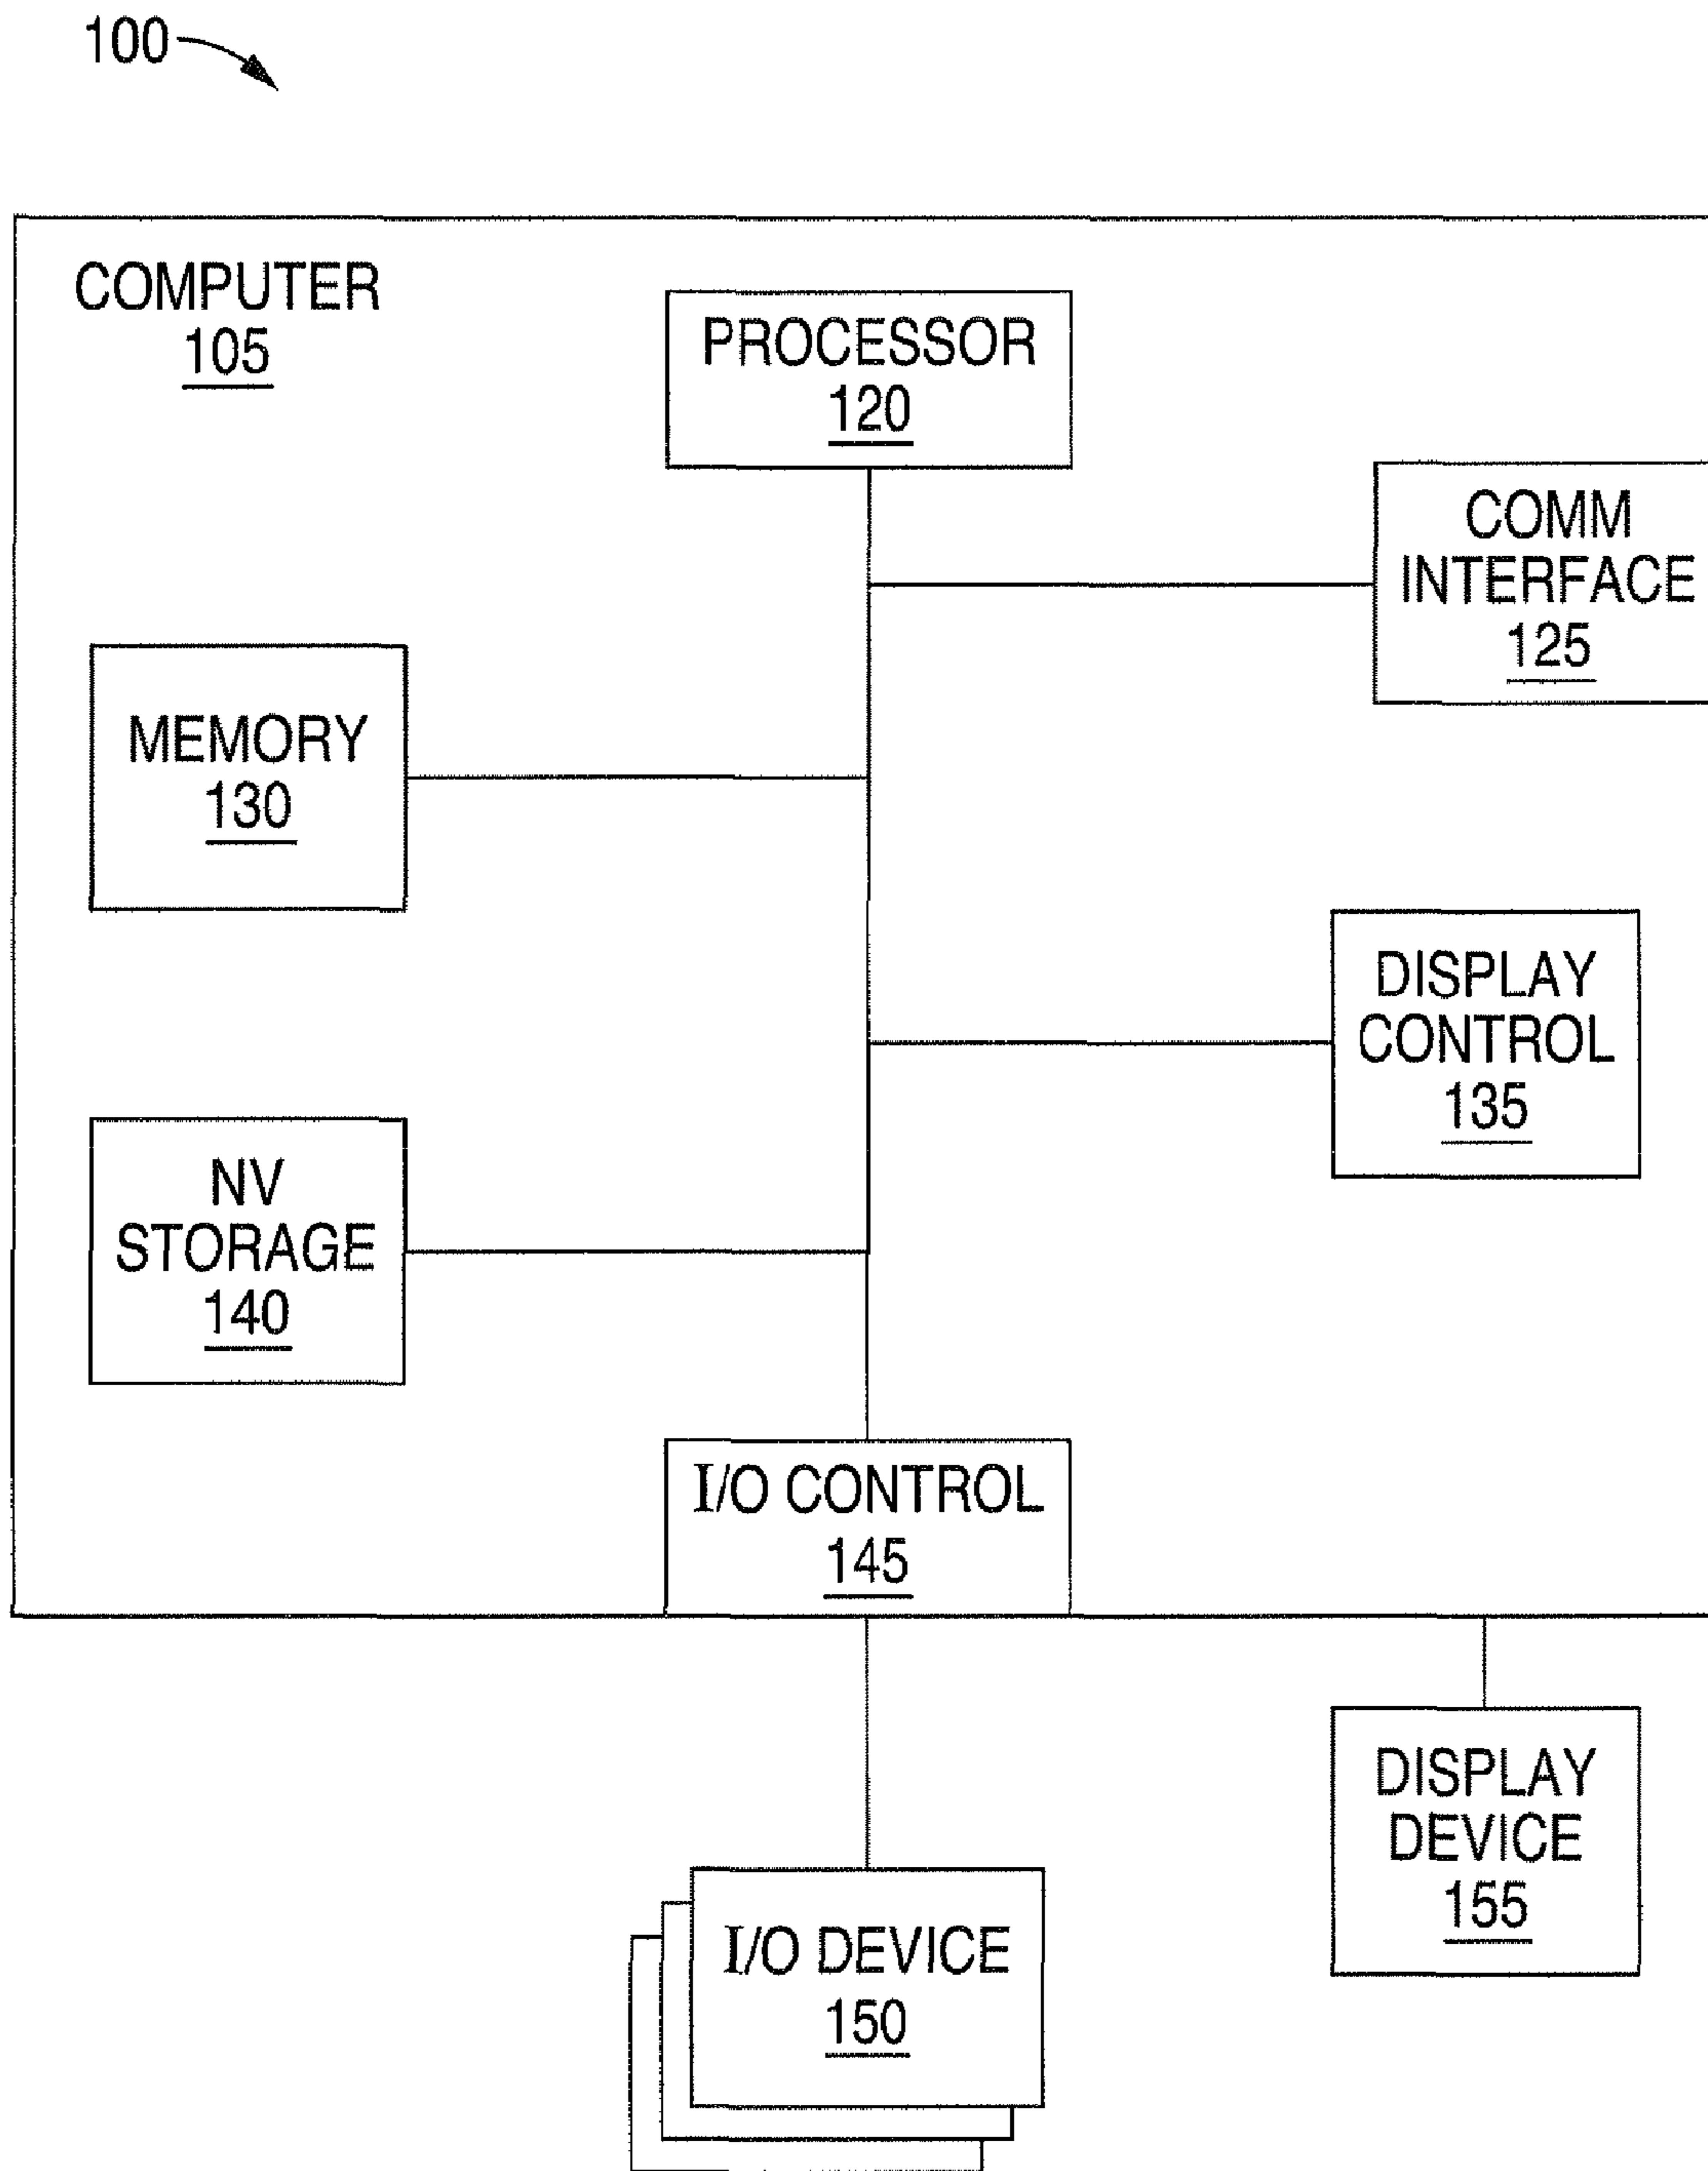 100
COMPUTER
105
PROCESSOR
120
COMM
INTERFACE
125
MEMORY
130
DISPLAY
CONTROL
135
NV
STORAGE
140
I/O CONTROL
145
DISPLAY
DEVICE
155
I/O DEVICE
150